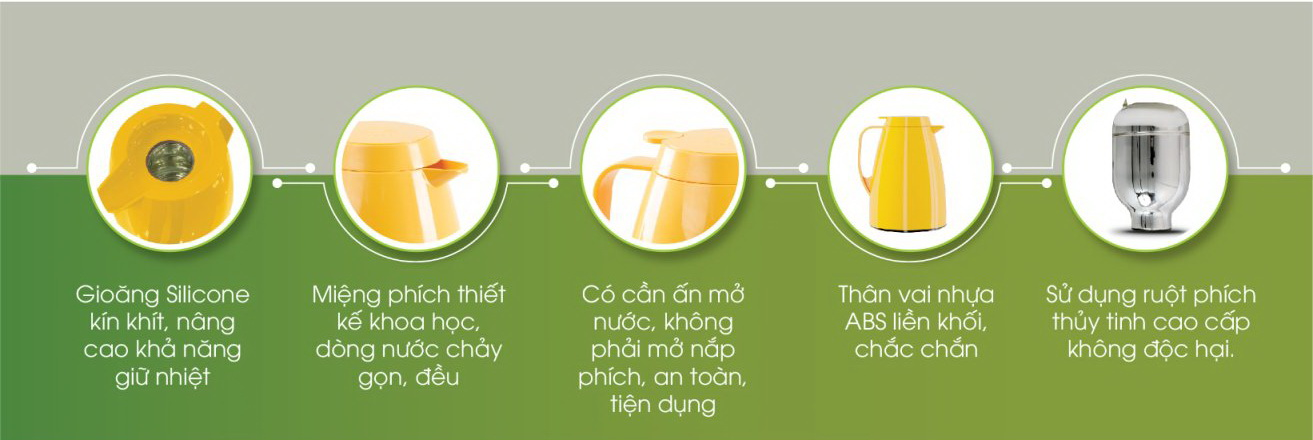 Gioăng Silicone
kín khít, nâng
cao khả năng
giữ nhiệt
Miệng phích thiết
kế khoa học,
dòng nước chảy
gọn, đều
Có cần ấn mở
nước, không
phải mở nắp
phích, an toàn,
tiện dụng
Thân vai nhựa
ABS liền khối,
chắc chắn
Sử dụng ruột phích
thủy tinh cao cấp
không độc hại.